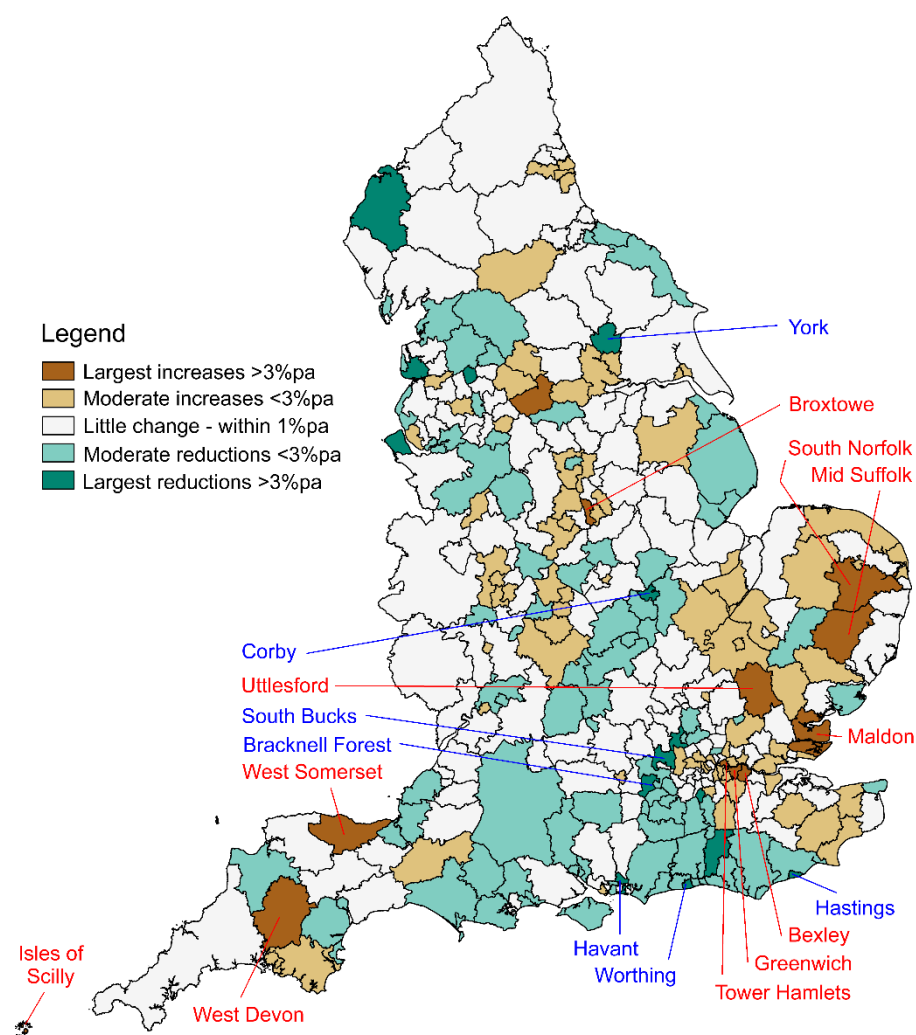 York
Legend
Largest increases >3%pa
Moderate increases <3%pa
Little change - within 1%pa
Moderate reductions <3%pa
Largest reductions >3%pa
Broxtowe
South Norfolk
Mid Suffolk
Corby
Uttlesford
South Bucks
Bracknell Forest
West Somerset
Maldon
Hastings
Bexley
Greenwich
Tower Hamlets
Havant
Worthing
Isles of
Scilly
West Devon